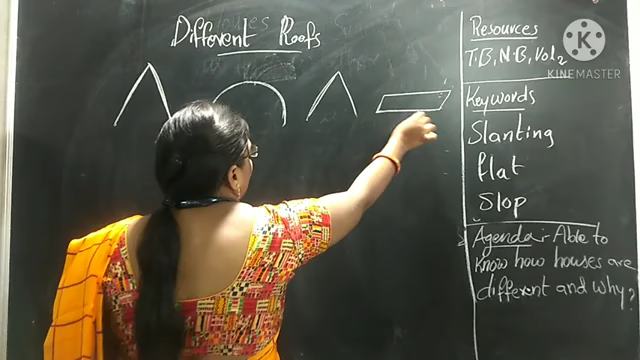 Different Roofs
Resources
T.B, N.B, Vol 2
KINEMASTER
Keywords
Slanting
flat
Slop
Agenda - Able to
know how houses are
different and why?